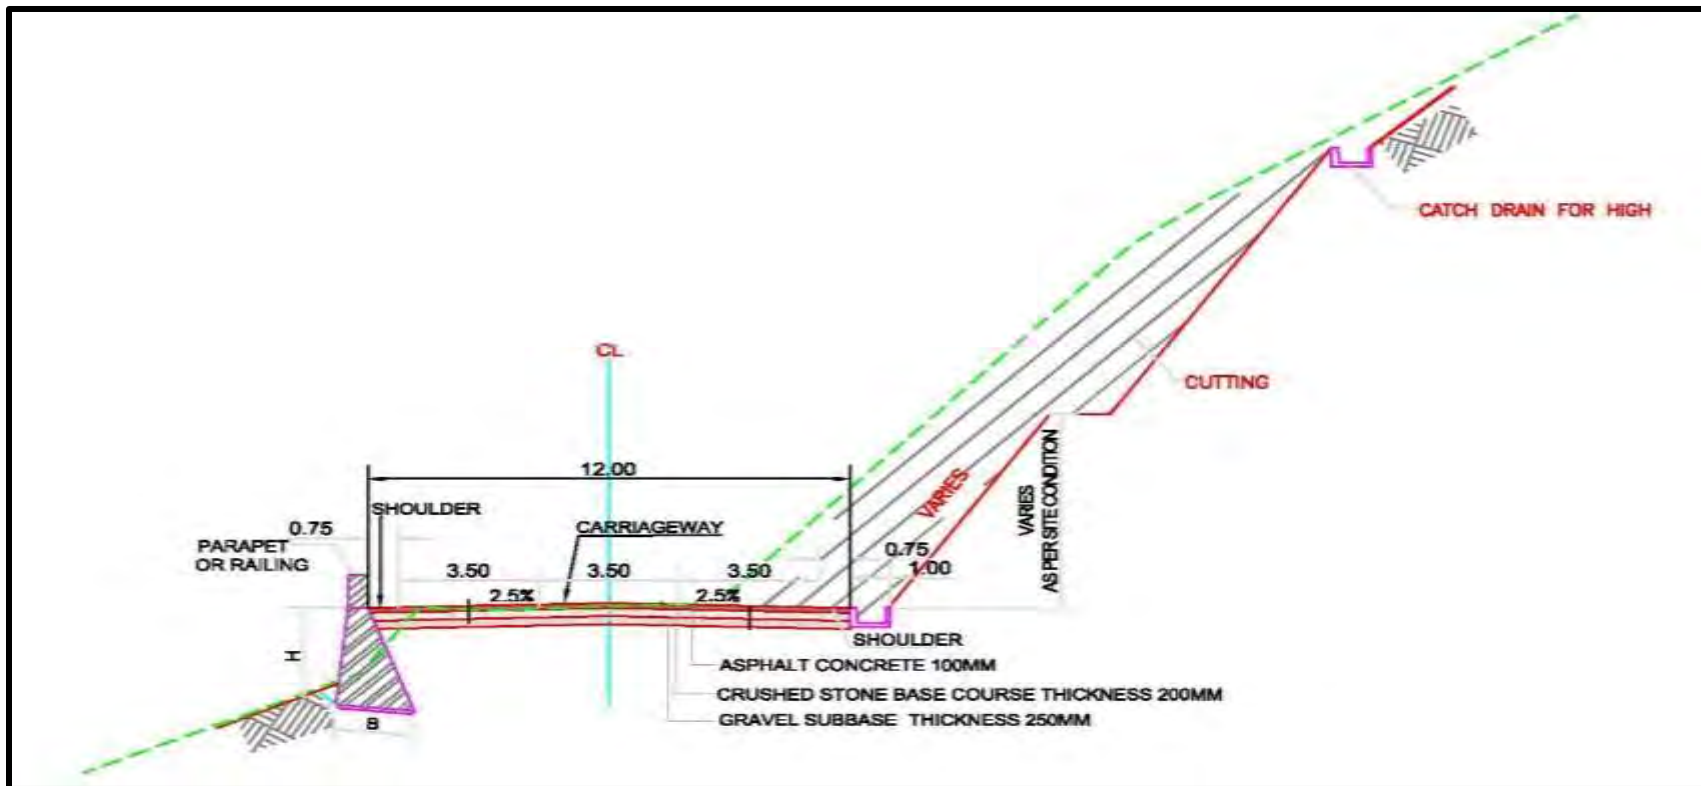 CATCH DRAIN FOR HIGH
CL
CUTTING
12.00
VARIES
VARIES
AS PER SITE CONDITION
SHOULDER
0.75
CARRIAGEWAY
PARAPET
OR RAILING
0.75
3.50
3.50
3.50
1.00
2.5%
2.5%
SHOULDER
H
ASPHALT CONCRETE 100MM
CRUSHED STONE BASE COURSE THICKNESS 200MM
GRAVEL SUBBASE THICKNESS 250MM
B